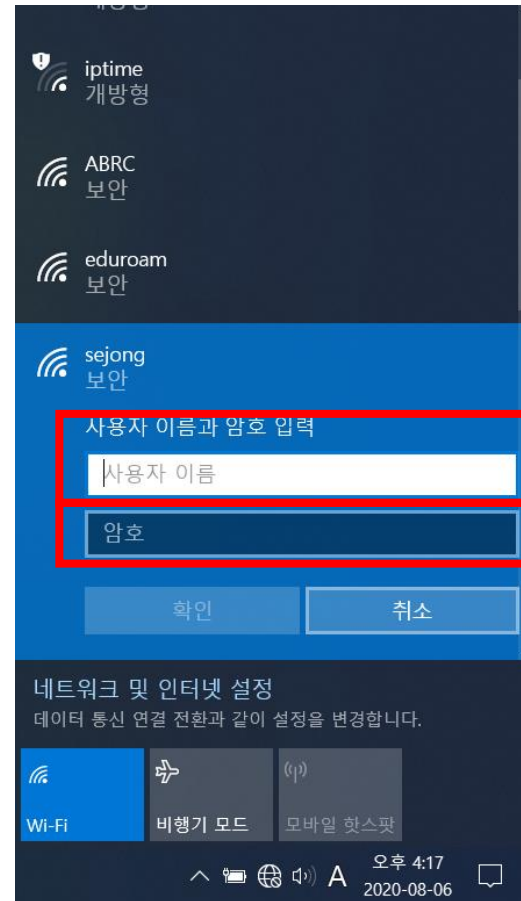 iptime
개방형
ABRC
보안
eduroam
보안
sejong
보안
사용자 이름과 암호 입력
사용자 이름
암호
확인 취소
네트워크 및 인터넷 설정
데이터 통신 연결 전환과 같이 설정을 변경합니다.
Wi-Fi 비행기 모드 모바일 핫스팟
A 오후 4:17
2020-08-06